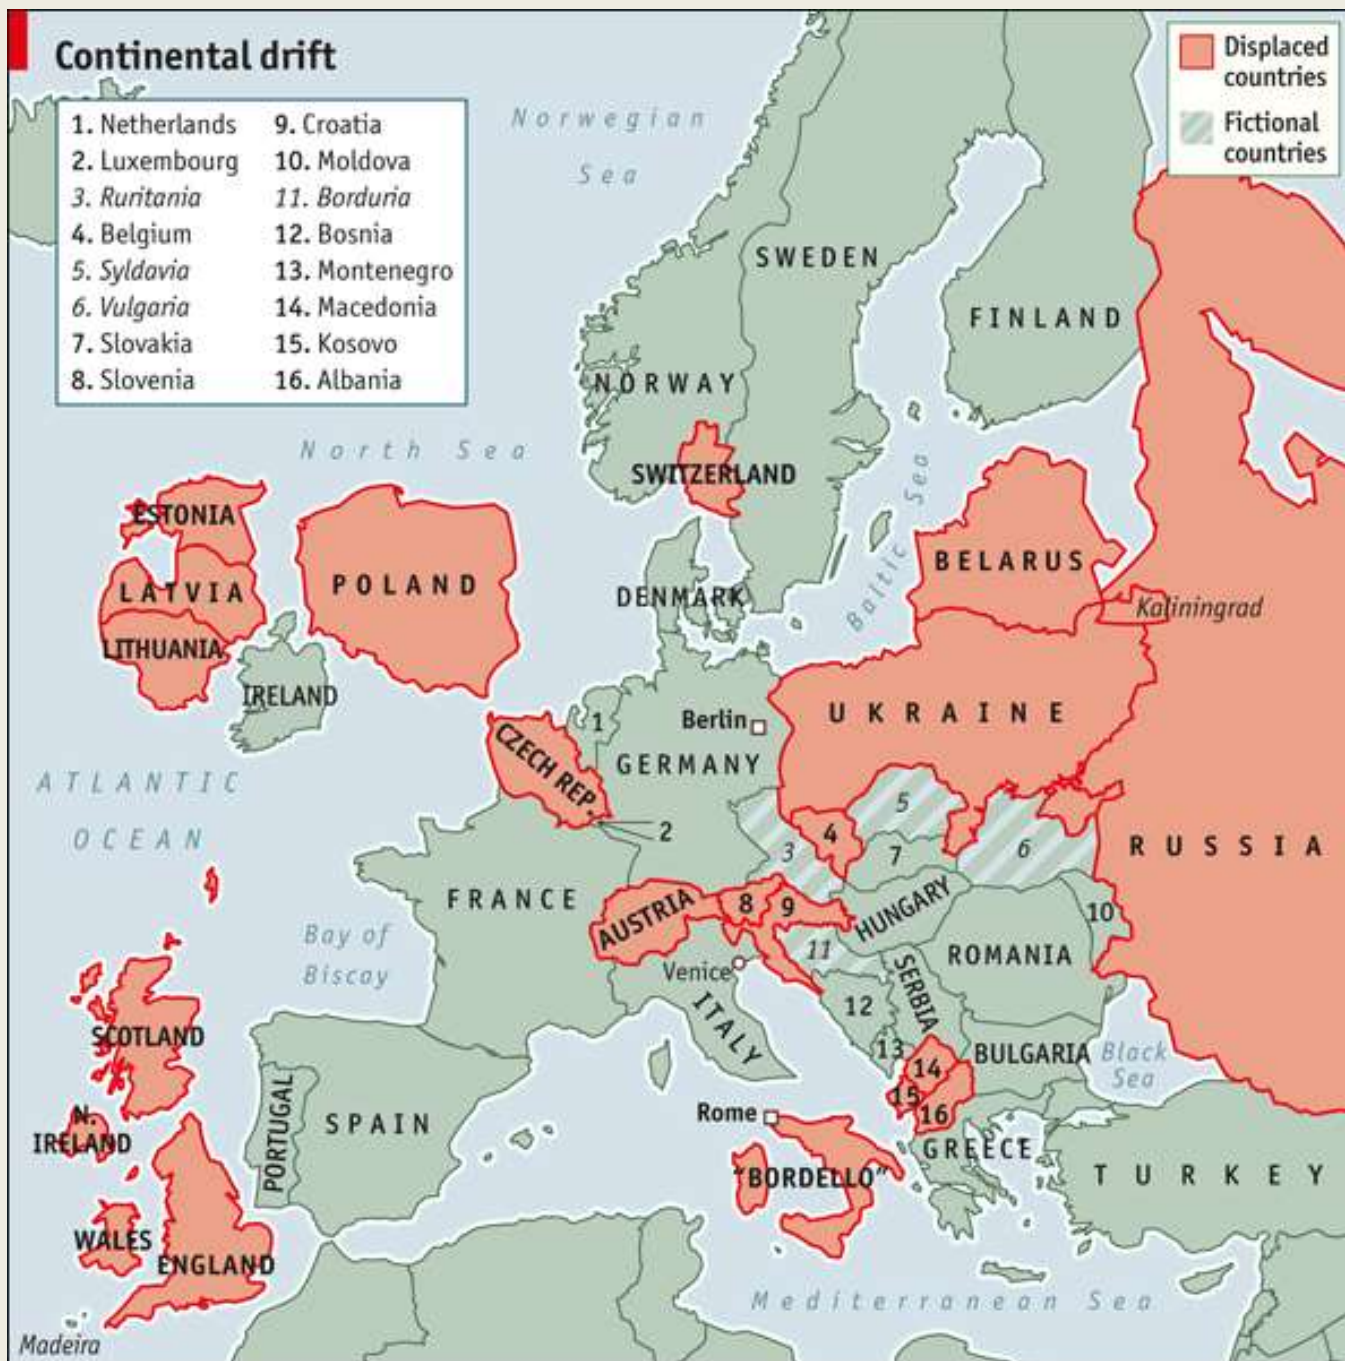 Continental drift
1. Netherlands
2. Luxembourg
3. Ruritania
4. Belgium
5. Syldavia
6. Vulgaria
7. Slovakia
8. Slovenia
9. Croatia
10. Moldova
11. Borduria
12. Bosnia
13. Montenegro
14. Macedonia
15. Kosovo
16. Albania
Displaced
countries
Fictional
countries
Norwegian
Sea
SWEDEN
FINLAND
NORWAY
North Sea
SWITZERLAND
Baltic Sea
ESTONIA
LATVIA
LITHUANIA
POLAND
BELARUS
DENMARK
Kaliningrad
IRELAND
UKRAINE
Berlin
1
CZECH REP.
GERMANY
ATLANTIC
OCEAN
2
5
4
3
7
6
RUSSIA
FRANCE
AUSTRIA
8
9
HUNGARY
10
Bay of
Biscay
Venice
11
ROMANIA
SERBIA
12
ITALY
SCOTLAND
13
14
15
16
BULGARIA
Black
Sea
N.
IRELAND
PORTUGAL
SPAIN
Rome
GREECE
"BORDELLO"
TURKEY
WALES
ENGLAND
Mediterranean Sea
Madeira